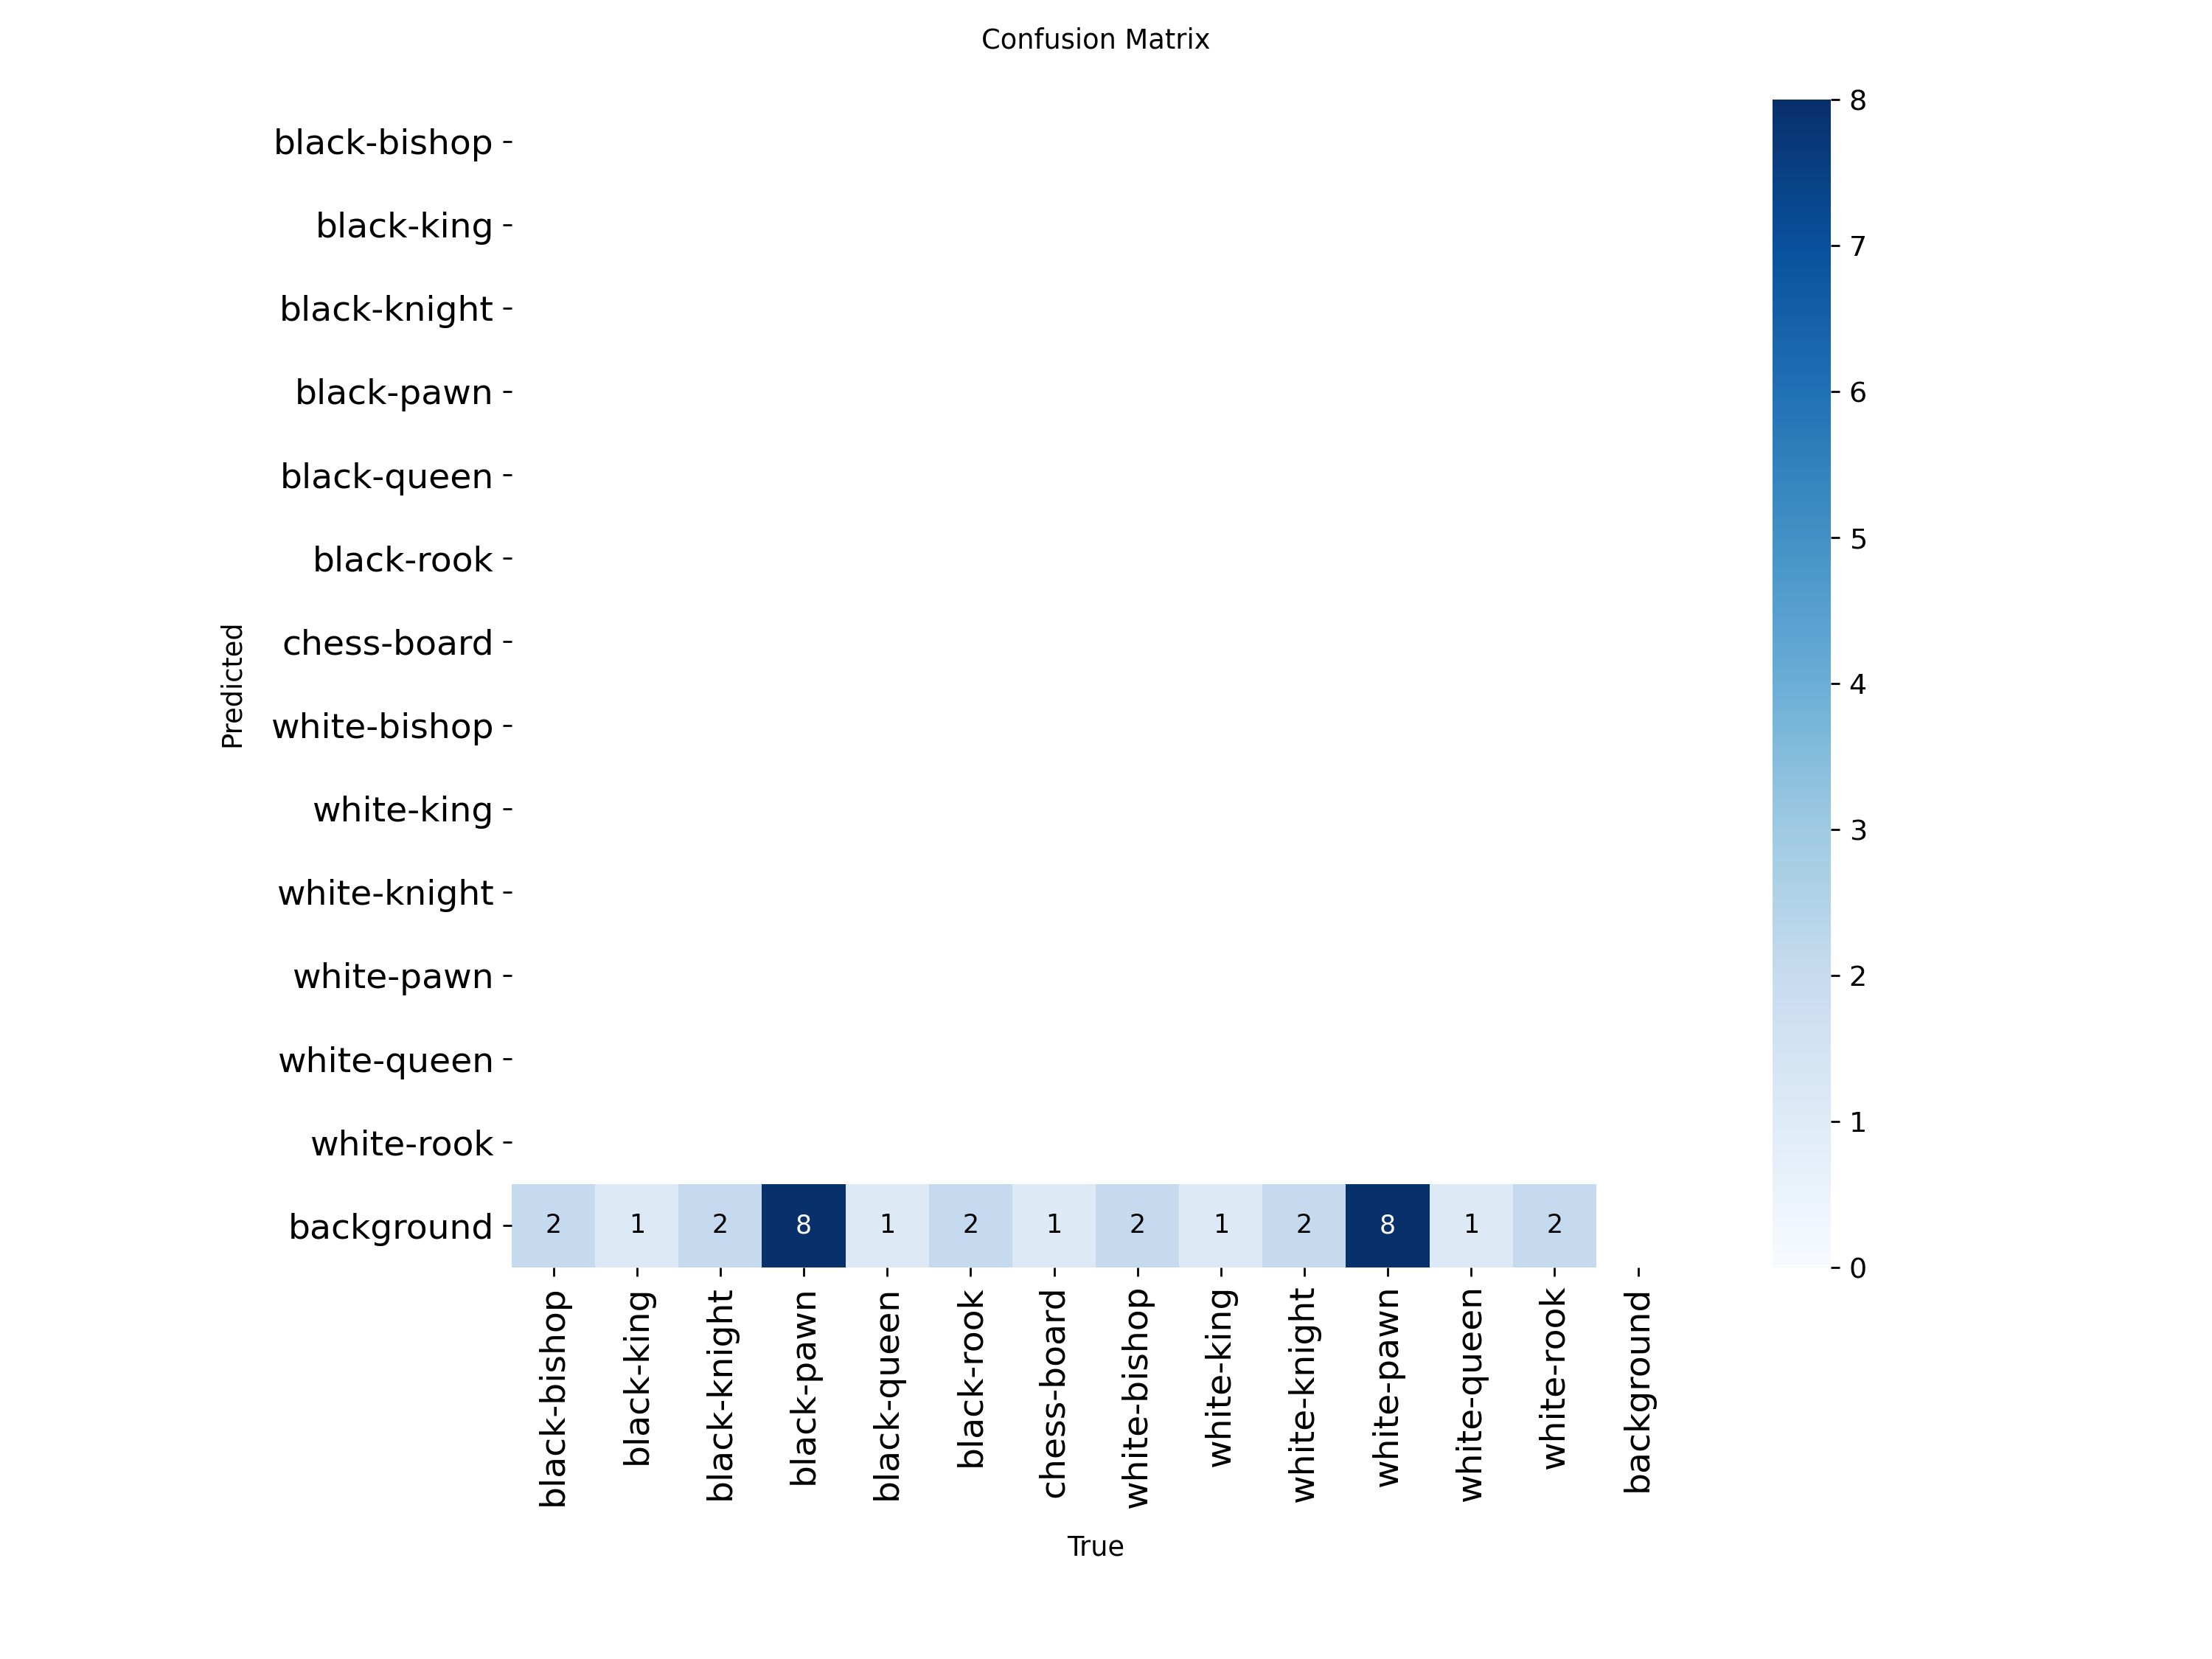 Confusion Matrix
Predicted
black-bishop
black-king
black-knight
black-pawn
black-queen
black-rook
chess-board
white-bishop
white-king
white-knight
white-pawn
white-queen
white-rook
background
2 1 2 8 1 2 1 2 1 2 8 1 2
black-bishop
black-king
black-knight
black-pawn
black-queen
black-rook
chess-board
white-bishop
white-king
white-knight
white-pawn
white-queen
white-rook
background
True
8
7
6
5
4
3
2
1
0